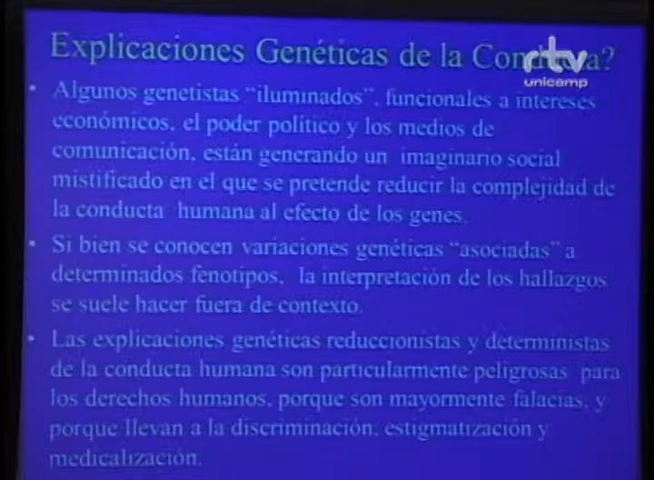 Explicaciones Genéticas de la Conducta?
rtv
unicamp
• Algunos genetistas “iluminados”, funcionales a intereses
económicos, el poder político y los medios de
comunicación, están generando un imaginario social
mistificado en el que se pretende reducir la complejidad de
la conducta humana al efecto de los genes.
• Si bien se conocen variaciones genéticas “asociadas” a
determinados fenotipos, la interpretación de los hallazgos
se suele hacer fuera de contexto.
• Las explicaciones genéticas reduccionistas y deterministas
de la conducta humana son particularmente peligrosas para
los derechos humanos, porque son mayormente falacias, y
porque llevan a la discriminación, estigmatización y
medicalización.